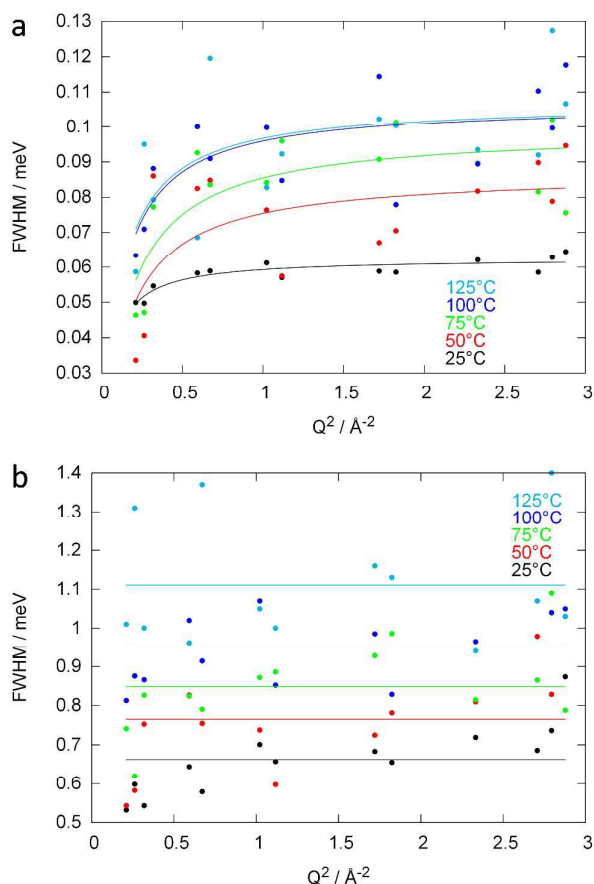 a
0.13
0.12
0.11
0.1
0.09
0.08
0.07
0.06
0.05
0.04
0.03
FWHM / meV
125°C
100°C
75°C
50°C
25°C
0 0.5 1 1.5 2 2.5 3
Q² / Å⁻²
b
1.4
1.3
1.2
1.1
1
0.9
0.8
0.7
0.6
0.5
FWHM / meV
125°C
100°C
75°C
50°C
25°C
0 0.5 1 1.5 2 2.5 3
Q² / Å⁻²